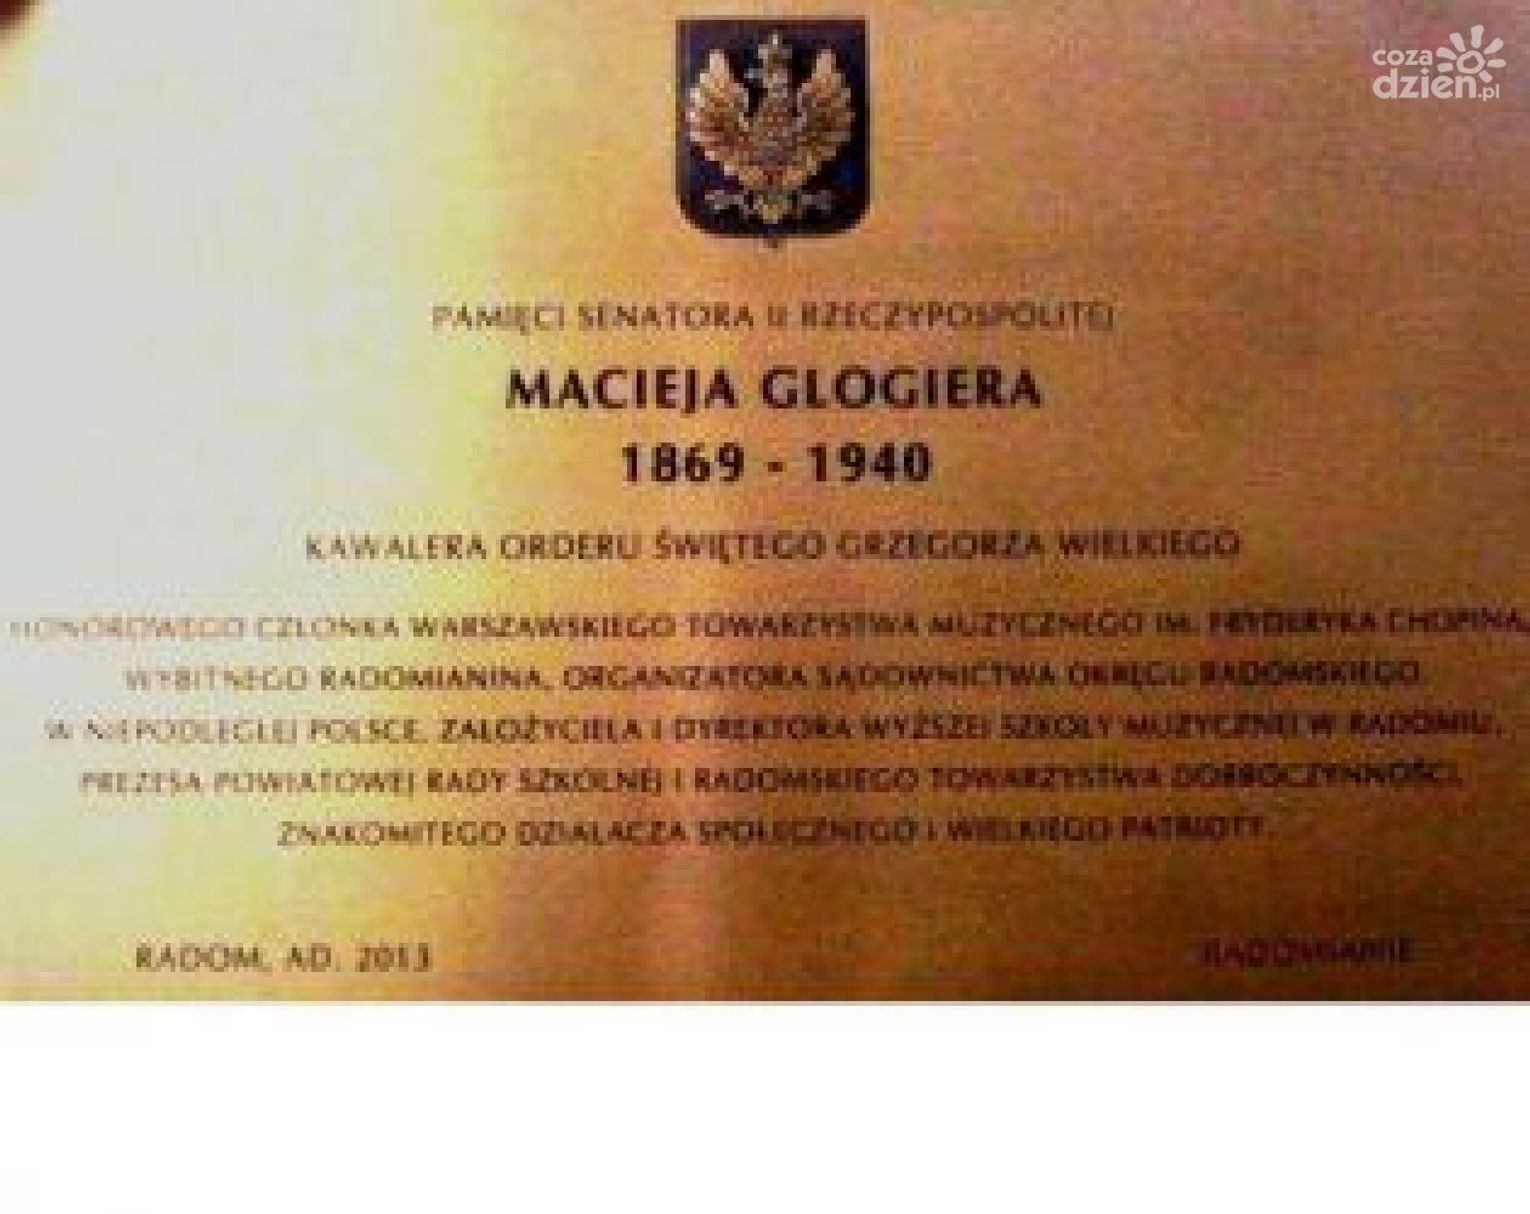 coza
dzien.pl
PAMIĘCI SENATORA II RZECZYPOSPOLITEJ
MACIEJA GLOGIERA
1869 - 1940
KAWALERA ORDERU ŚWIĘTEGO GRZEGORZA WIELKIEGO
HONOROWEGO CZŁONKA WARSZAWSKIEGO TOWARZYSTWA MUZYCZNEGO IM. FRYDERYKA CHOPINA,
WYBITNEGO RADOMIANINA, ORGANIZATORA SĄDOWNICTWA OKRĘGU RADOMSKIEGO
W NIEPODLEGŁEJ POLSCE, ZAŁOŻYCIELA I DYREKTORA WYŻSZEJ SZKOŁY MUZYCZNEJ W RADOMIU,
PREZESA POWIATOWEJ RADY SZKOLNEJ I RADOMSKIEGO TOWARZYSTWA DOBROCZYNNOŚCI,
ZNAKOMITEGO DZIAŁACZA SPOŁECZNEGO I WIELKIEGO PATRIOTY.
RADOM, AD. 2013
RADOMIANIE